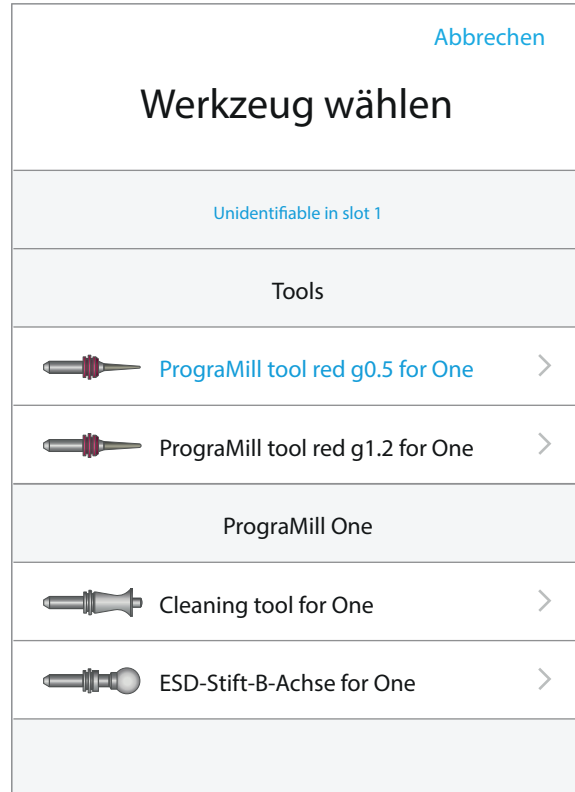 Abbrechen
Werkzeug wählen
Unidentifiable in slot 1
Tools
PrograMill tool red g0.5 for One
PrograMill tool red g1.2 for One
PrograMill One
Cleaning tool for One
ESD-Stift-B-Achse for One